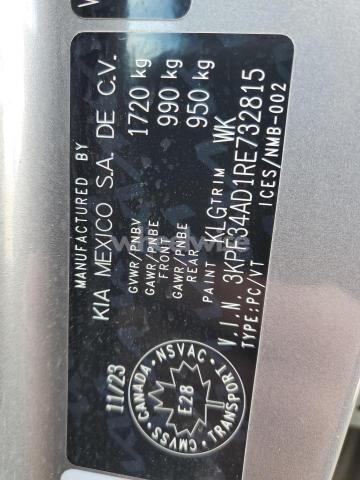 MANUFACTURED BY
KIA MEXICO S.A. DE C.V.
GVWR/PNBV 1720 kg
GAWR/PNBE FRONT 990 kg
GAWR/PNBE REAR 950 kg
PAINT KLG TRIM WK
V.I.N. 3KPF34AD1RE732815
TYPE:PC/VT ICES/NMB-002
11/23
CANADA · NSVAC · TRANSPORT · CMVSS
E28